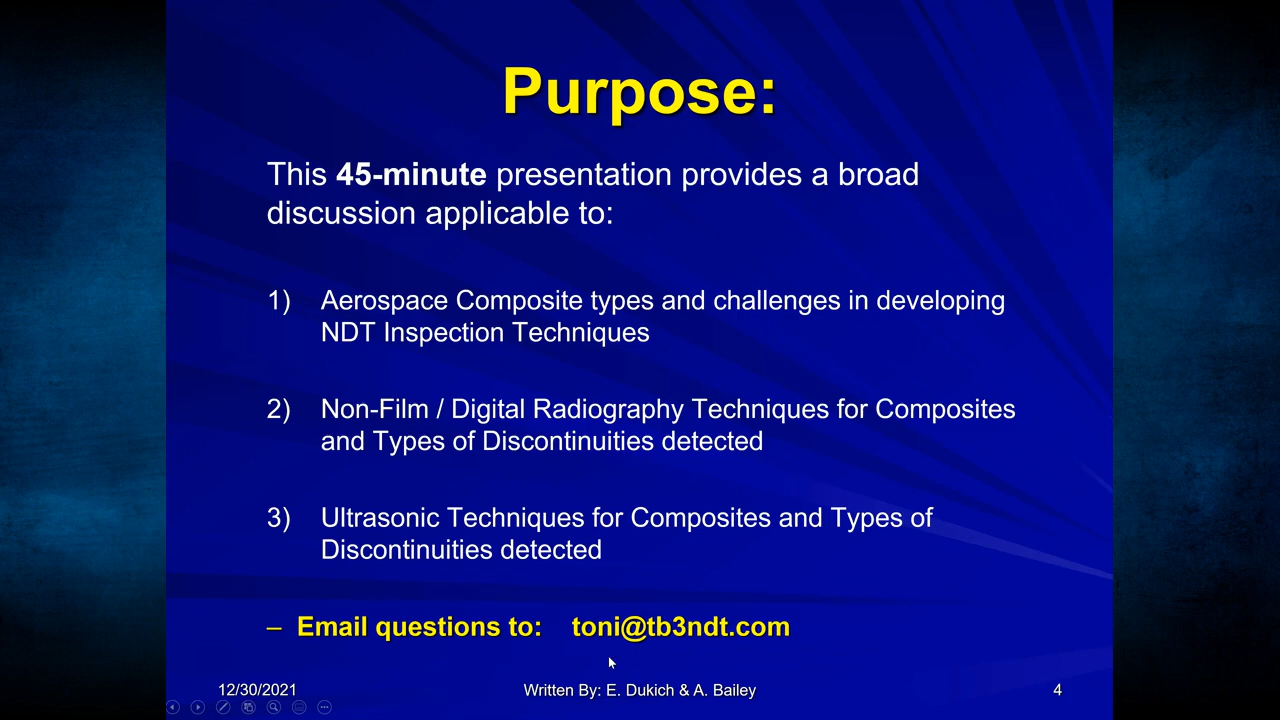 Purpose:
This 45-minute presentation provides a broad
discussion applicable to:
1) Aerospace Composite types and challenges in developing
NDT Inspection Techniques
2) Non-Film / Digital Radiography Techniques for Composites
and Types of Discontinuities detected
3) Ultrasonic Techniques for Composites and Types of
Discontinuities detected
– Email questions to: toni@tb3ndt.com
12/30/2021 Written By: E. Dukich & A. Bailey 4